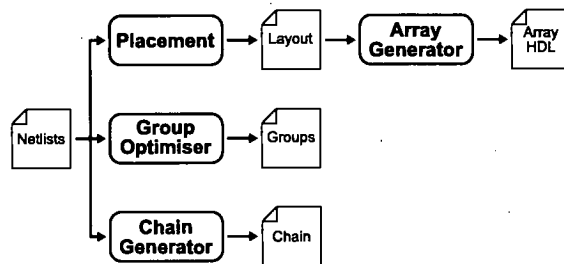 Placement
Layout
Array
Generator
Array
HDL
Netlists
Group
Optimiser
Groups
Chain
Generator
Chain